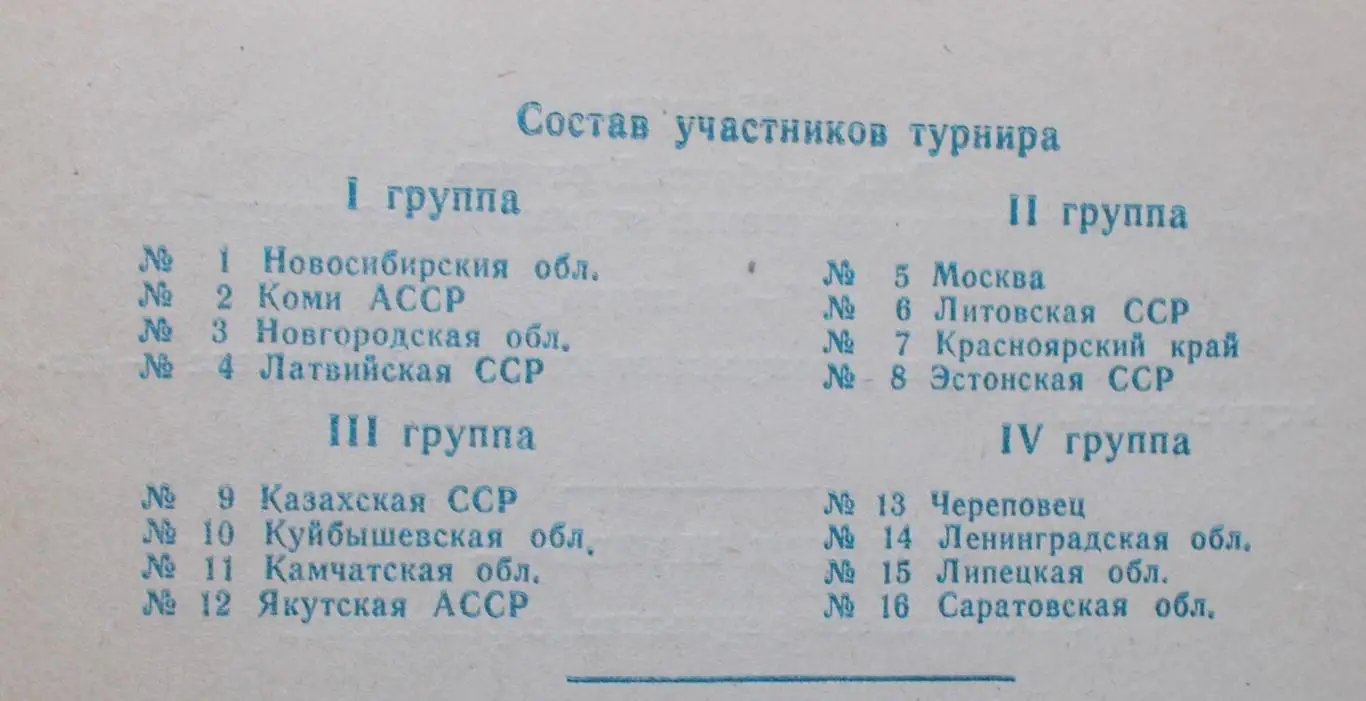 Состав участников турнира
I группа
№ 1 Новосибирския обл.
№ 2 Коми АССР
№ 3 Новгородская обл.
№ 4 Латвийская ССР
II группа
№ 5 Москва
№ 6 Литовская ССР
№ 7 Красноярский край
№ 8 Эстонская ССР
III группа
№ 9 Казахская ССР
№ 10 Куйбышевская обл.
№ 11 Камчатская обл.
№ 12 Якутская АССР
IV группа
№ 13 Череповец
№ 14 Ленинградская обл.
№ 15 Липецкая обл.
№ 16 Саратовская обл.